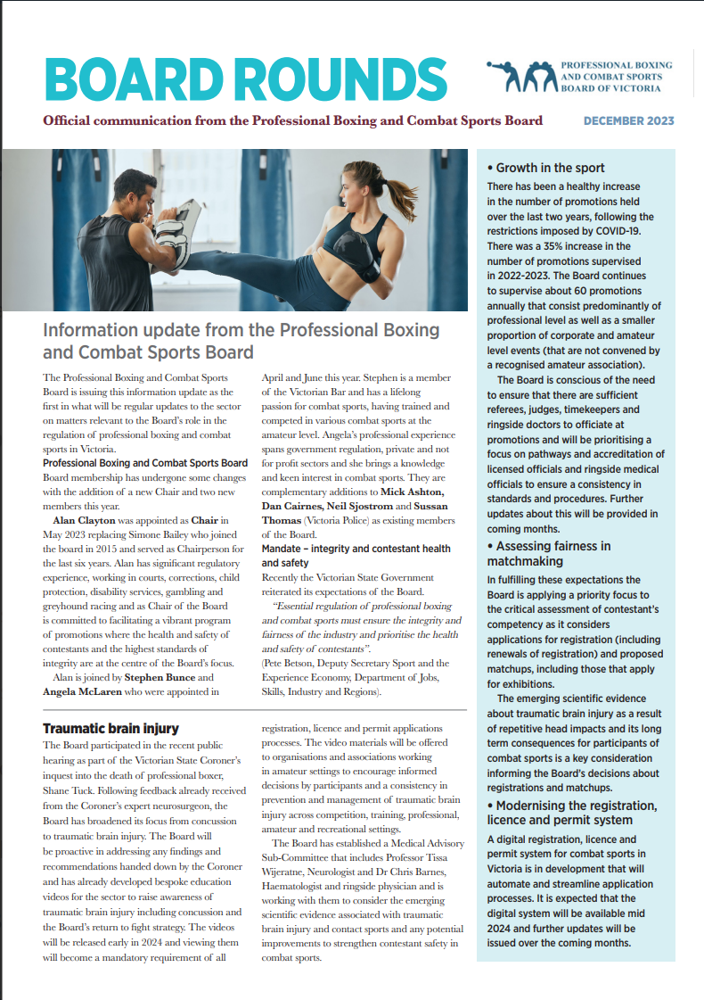 BOARD ROUNDS
PROFESSIONAL BOXING
AND COMBAT SPORTS
BOARD OF VICTORIA
Official communication from the Professional Boxing and Combat Sports Board
DECEMBER 2023
Information update from the Professional Boxing
and Combat Sports Board
The Professional Boxing and Combat Sports
Board is issuing this information update as the
first in what will be regular updates to the sector
on matters relevant to the Board's role in the
regulation of professional boxing and combat
sports in Victoria.
Professional Boxing and Combat Sports Board
Board membership has undergone some changes
with the addition of a new Chair and two new
members this year.
Alan Clayton was appointed as Chair in
May 2023 replacing Simone Bailey who joined
the board in 2015 and served as Chairperson for
the last six years. Alan has significant regulatory
experience, working in courts, corrections, child
protection, disability services, gambling and
greyhound racing and as Chair of the Board
is committed to facilitating a vibrant program
of promotions where the health and safety of
contestants and the highest standards of
integrity are at the centre of the Board's focus.
Alan is joined by Stephen Bunce and
Angela McLaren who were appointed in
April and June this year. Stephen is a member
of the Victorian Bar and has a lifelong
passion for combat sports, having trained and
competed in various combat sports at the
amateur level. Angela's professional experience
spans government regulation, private and not
for profit sectors and she brings a knowledge
and keen interest in combat sports. They are
complementary additions to Mick Ashton,
Dan Cairnes, Neil Sjostrom and Sussan
Thomas (Victoria Police) as existing members
of the Board.
Mandate – integrity and contestant health
and safety
Recently the Victorian State Government
reiterated its expectations of the Board.
“Essential regulation of professional boxing
and combat sports must ensure the integrity and
fairness of the industry and prioritise the health
and safety of contestants”.
(Pete Betson, Deputy Secretary Sport and the
Experience Economy, Department of Jobs,
Skills, Industry and Regions).
Traumatic brain injury
The Board participated in the recent public
hearing as part of the Victorian State Coroner's
inquest into the death of professional boxer,
Shane Tuck. Following feedback already received
from the Coroner's expert neurosurgeon, the
Board has broadened its focus from concussion
to traumatic brain injury. The Board will
be proactive in addressing any findings and
recommendations handed down by the Coroner
and has already developed bespoke education
videos for the sector to raise awareness of
traumatic brain injury including concussion and
the Board's return to fight strategy. The videos
will be released early in 2024 and viewing them
will become a mandatory requirement of all
registration, licence and permit applications
processes. The video materials will be offered
to organisations and associations working
in amateur settings to encourage informed
decisions by participants and a consistency in
prevention and management of traumatic brain
injury across competition, training, professional,
amateur and recreational settings.
The Board has established a Medical Advisory
Sub-Committee that includes Professor Tissa
Wijeratne, Neurologist and Dr Chris Barnes,
Haematologist and ringside physician and is
working with them to consider the emerging
scientific evidence associated with traumatic
brain injury and contact sports and any potential
improvements to strengthen contestant safety in
combat sports.
• Growth in the sport
There has been a healthy increase
in the number of promotions held
over the last two years, following the
restrictions imposed by COVID-19.
There was a 35% increase in the
number of promotions supervised
in 2022-2023. The Board continues
to supervise about 60 promotions
annually that consist predominantly of
professional level as well as a smaller
proportion of corporate and amateur
level events (that are not convened by
a recognised amateur association).
The Board is conscious of the need
to ensure that there are sufficient
referees, judges, timekeepers and
ringside doctors to officiate at
promotions and will be prioritising a
focus on pathways and accreditation of
licensed officials and ringside medical
officials to ensure a consistency in
standards and procedures. Further
updates about this will be provided in
coming months.
• Assessing fairness in
matchmaking
In fulfilling these expectations the
Board is applying a priority focus to
the critical assessment of contestant's
competency as it considers
applications for registration (including
renewals of registration) and proposed
matchups, including those that apply
for exhibitions.
The emerging scientific evidence
about traumatic brain injury as a result
of repetitive head impacts and its long
term consequences for participants of
combat sports is a key consideration
informing the Board's decisions about
registrations and matchups.
• Modernising the registration,
licence and permit system
A digital registration, licence and
permit system for combat sports in
Victoria is in development that will
automate and streamline application
processes. It is expected that the
digital system will be available mid
2024 and further updates will be
issued over the coming months.